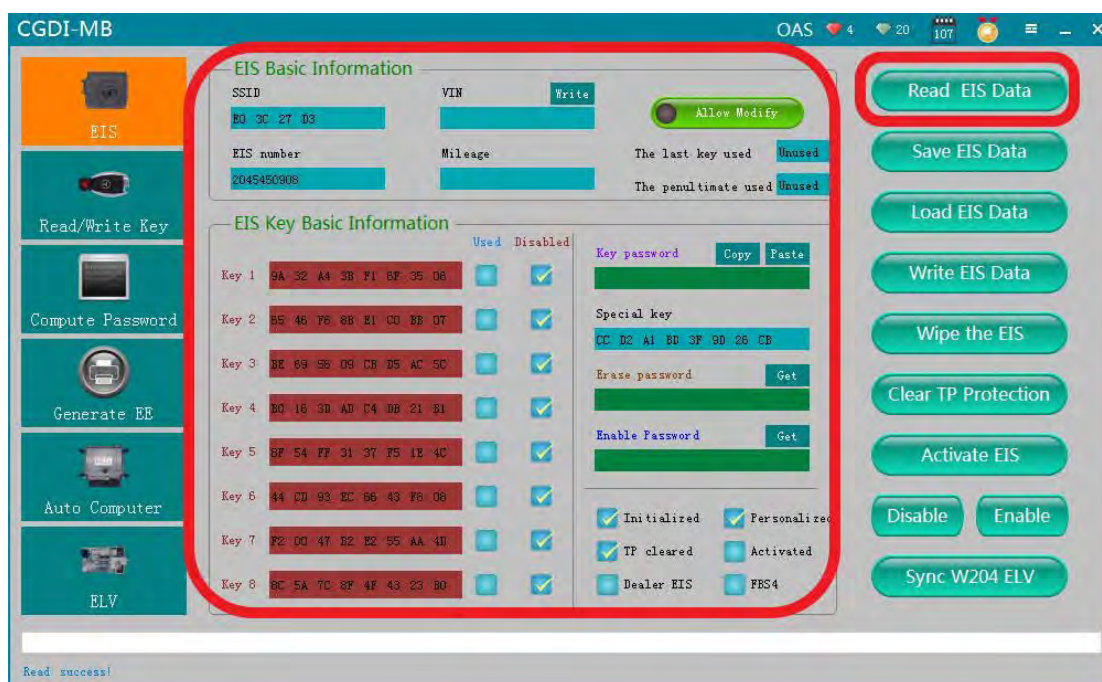 CGDI-MB
OAS 4 20 107
EIS
Read/Write Key
Compute Password
Generate EE
Auto Computer
ELV
EIS Basic Information
SSID VIN Write
E0 3C 27 D3
Allow Modify
EIS number Mileage The last key used Unused
2045450908
The penultimate used Unused
EIS Key Basic Information
Used Disabled
Key 1 9A 32 A4 3B F1 6F 35 06
Key 2 65 46 F6 8B E1 C0 BB 07
Key 3 BE 69 56 09 CB D5 AC 5C
Key 4 BC 16 3D AD C4 DB 21 B1
Key 5 8F 54 FF 31 37 F5 1E 4C
Key 6 44 CD 93 EC 66 43 F8 08
Key 7 F2 00 47 B2 E2 55 AA 4D
Key 8 8C 5A 7C 8F 4F 43 23 B0
Key password Copy Paste
Special key
CC D2 A1 BD 3F 9D 26 CB
Erase password Get
Enable Password Get
Initialized Personalized
TP cleared Activated
Dealer EIS FBS4
Read EIS Data
Save EIS Data
Load EIS Data
Write EIS Data
Wipe the EIS
Clear TP Protection
Activate EIS
Disable Enable
Sync W204 ELV
Read success!